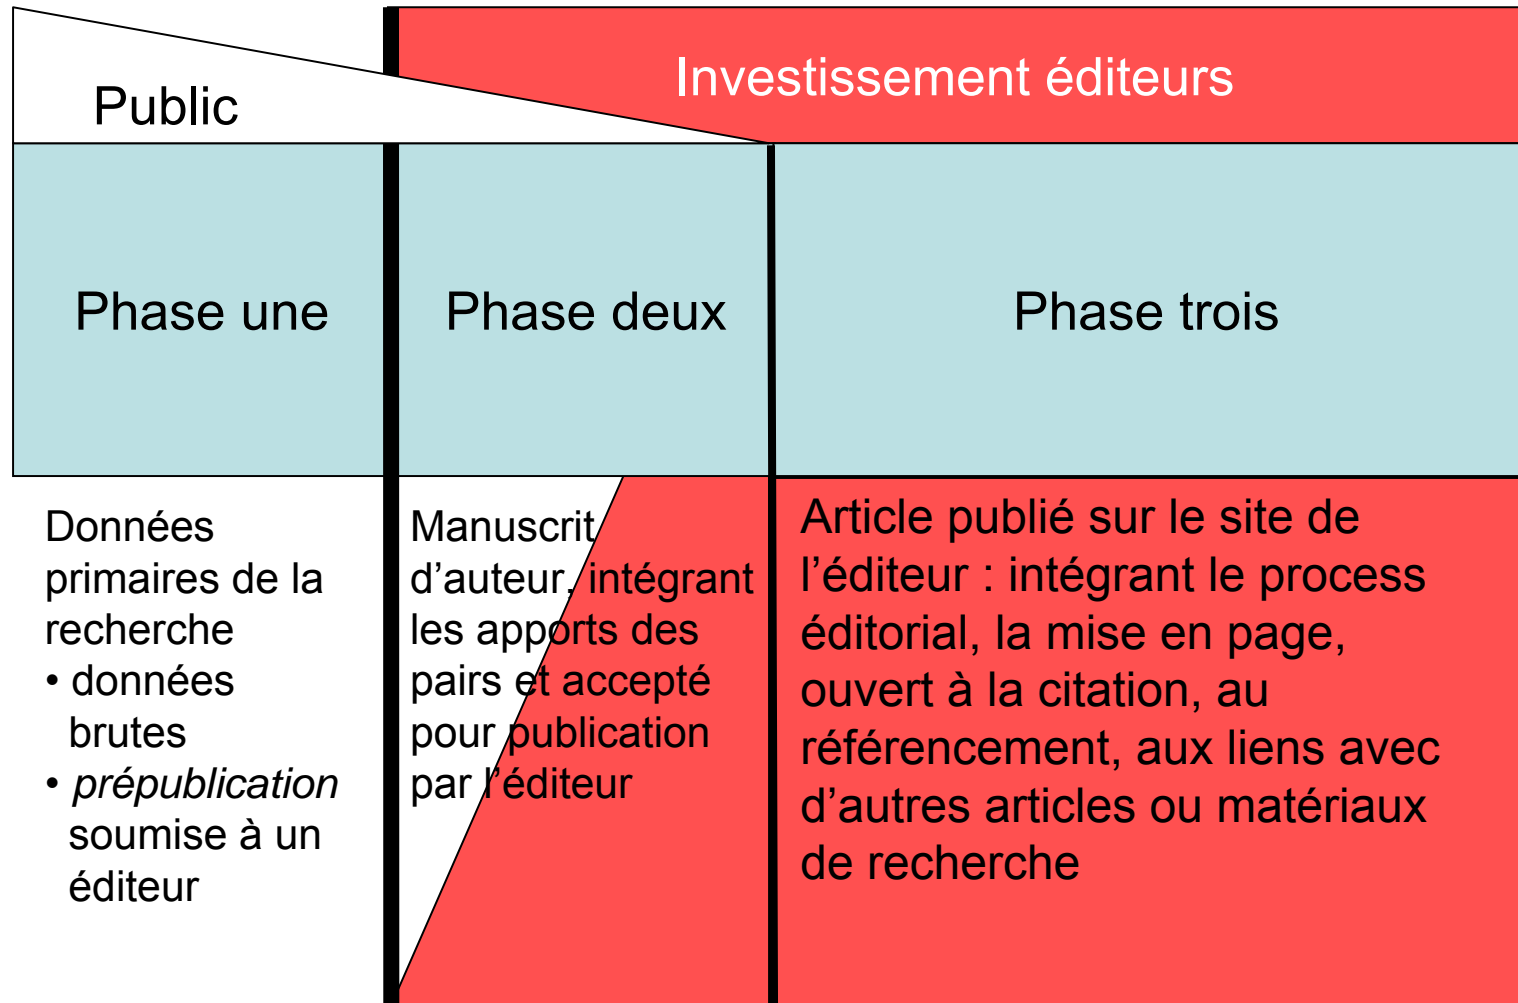 Public
Investissement éditeurs
Phase une
Phase deux
Phase trois
Données
primaires de la
recherche
• données
brutes
• prépublication
soumise à un
éditeur
Manuscrit
d’auteur, intégrant
les apports des
pairs et accepté
pour publication
par l’éditeur
Article publié sur le site de
l’éditeur : intégrant le process
éditorial, la mise en page,
ouvert à la citation, au
référencement, aux liens avec
d’autres articles ou matériaux
de recherche